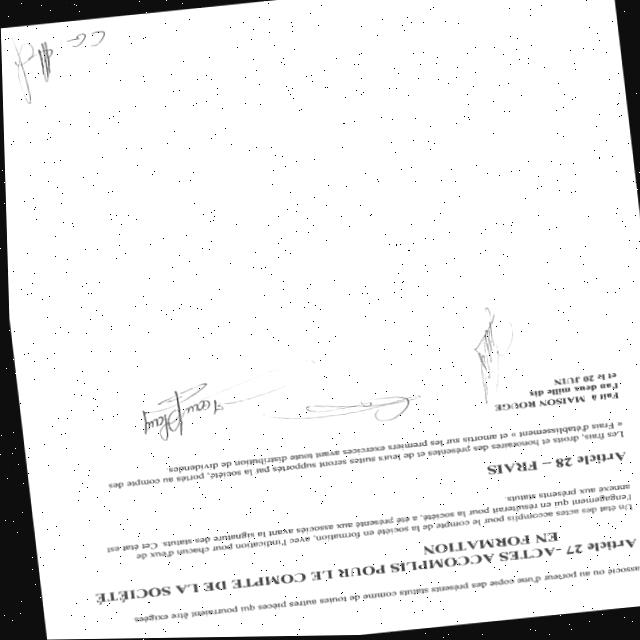 associé ou au porteur d'une copie des présents statuts comme de toutes autres pièces qui pourraient être exigées
Article 27 -ACTES ACCOMPLIS POUR LE COMPTE DE LA SOCIÉTÉ
EN FORMATION
Un état des actes accomplis pour le compte de la société en formation, avec l'indication pour chacun d'eux de
l'engagement qui en résulterait pour la société, a été présenté aux associés avant la signature des statuts. Cet état est
annexé aux présents statuts.
Article 28 – FRAIS
Les frais, droits et honoraires des présentes et de leurs suites seront supportés par la société, portés au compte des
« Frais d'établissement » et amortis sur les premiers exercices avant toute distribution de dividendes
Fait à MAISON ROUGE
l'an deux mille dix
et le 20 JUIN